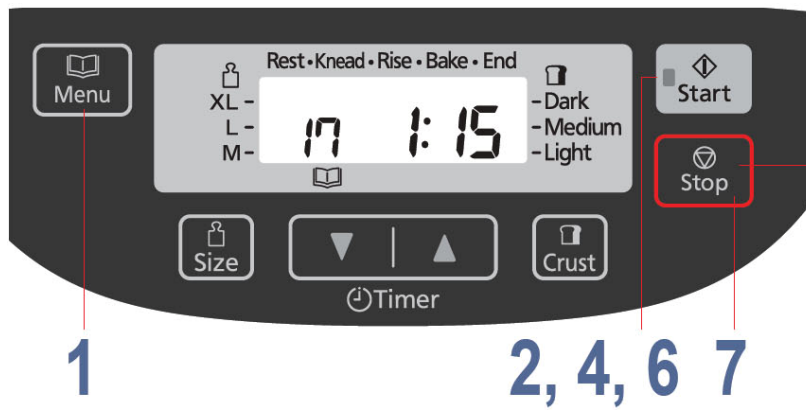 Menu
Rest • Knead • Rise • Bake • End
XL -
L -
M -
17 1:15
- Dark
- Medium
- Light
Start
Stop
Size
Crust
Timer
1
2, 4, 6
7